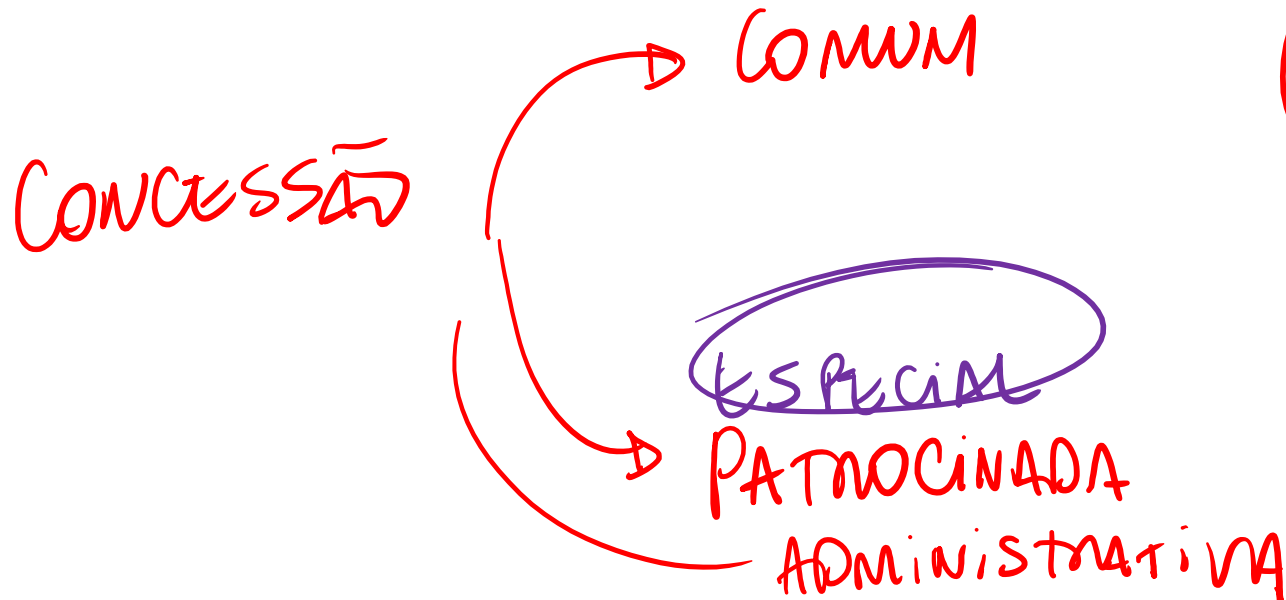 COMUM
CONCESSÃO
ESPECIAL
PATROCINADA
ADMINISTRATIVA